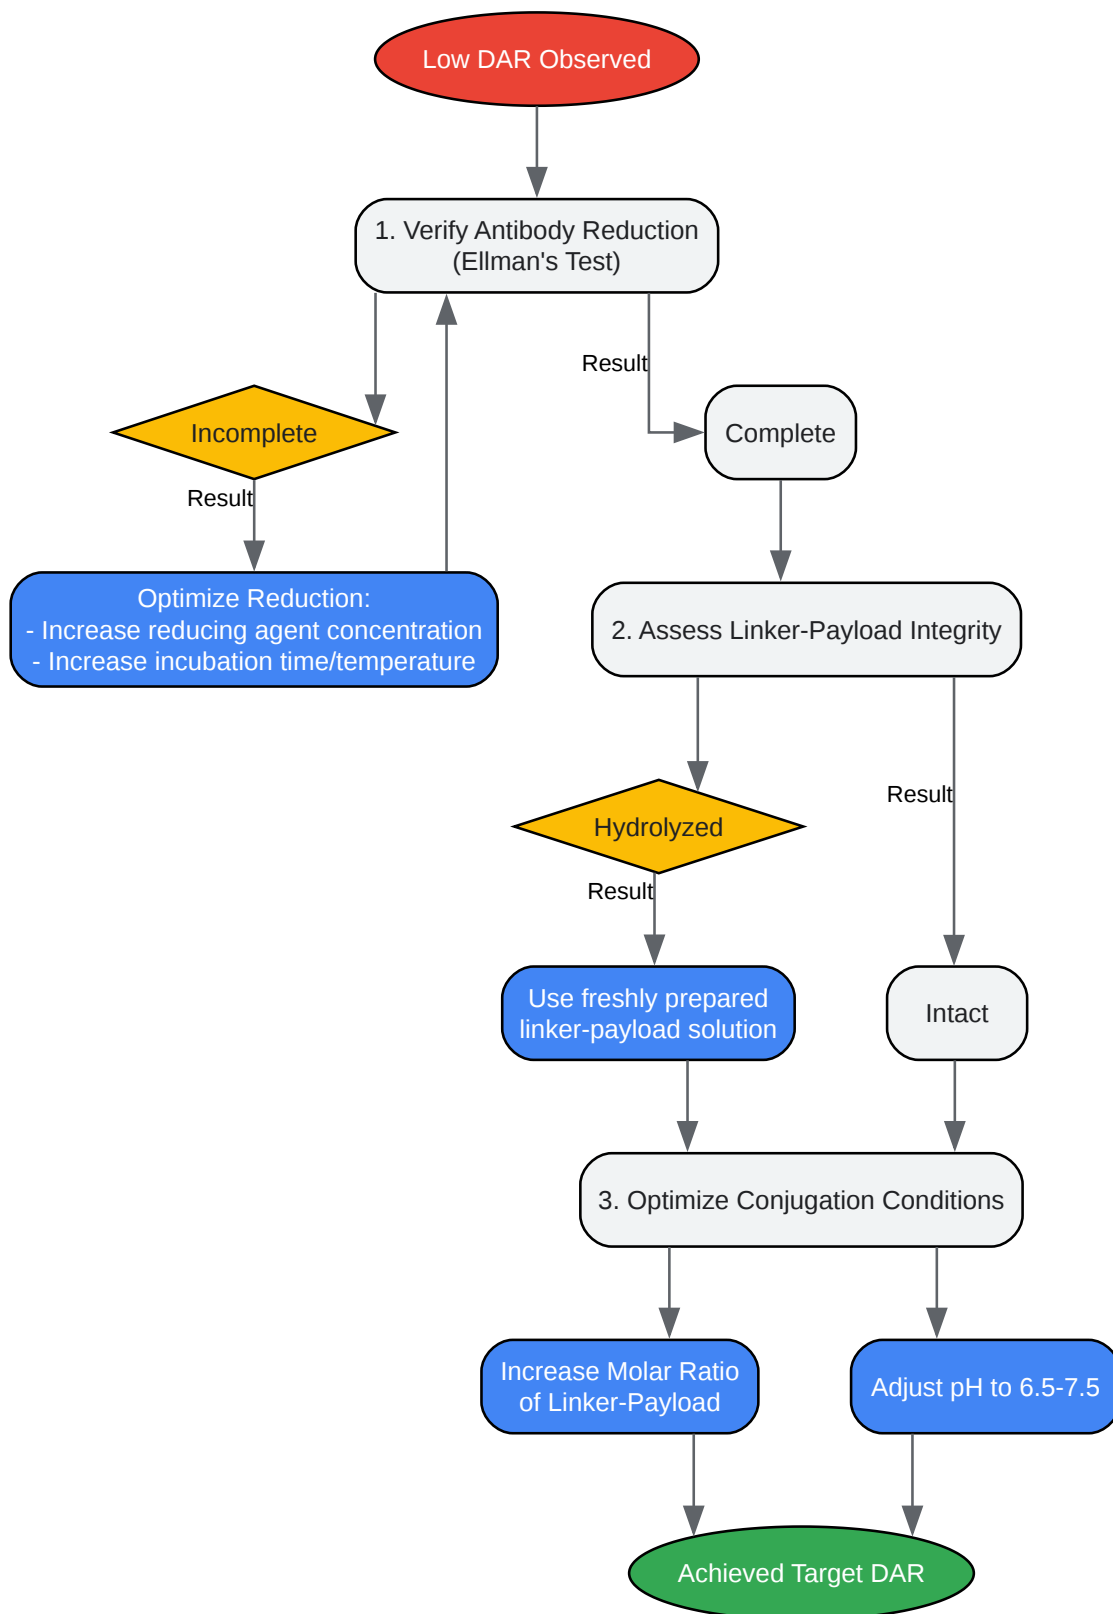 Low DAR Observed
1. Verify Antibody Reduction
(Ellman's Test)
Result
Incomplete
Complete
Result
Optimize Reduction:
- Increase reducing agent concentration
- Increase incubation time/temperature
2. Assess Linker-Payload Integrity
Result
Hydrolyzed
Result
Use freshly prepared
linker-payload solution
Intact
3. Optimize Conjugation Conditions
Increase Molar Ratio
of Linker-Payload
Adjust pH to 6.5-7.5
Achieved Target DAR